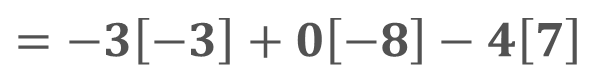 = −3[−3] + 0[−8] − 4[7]